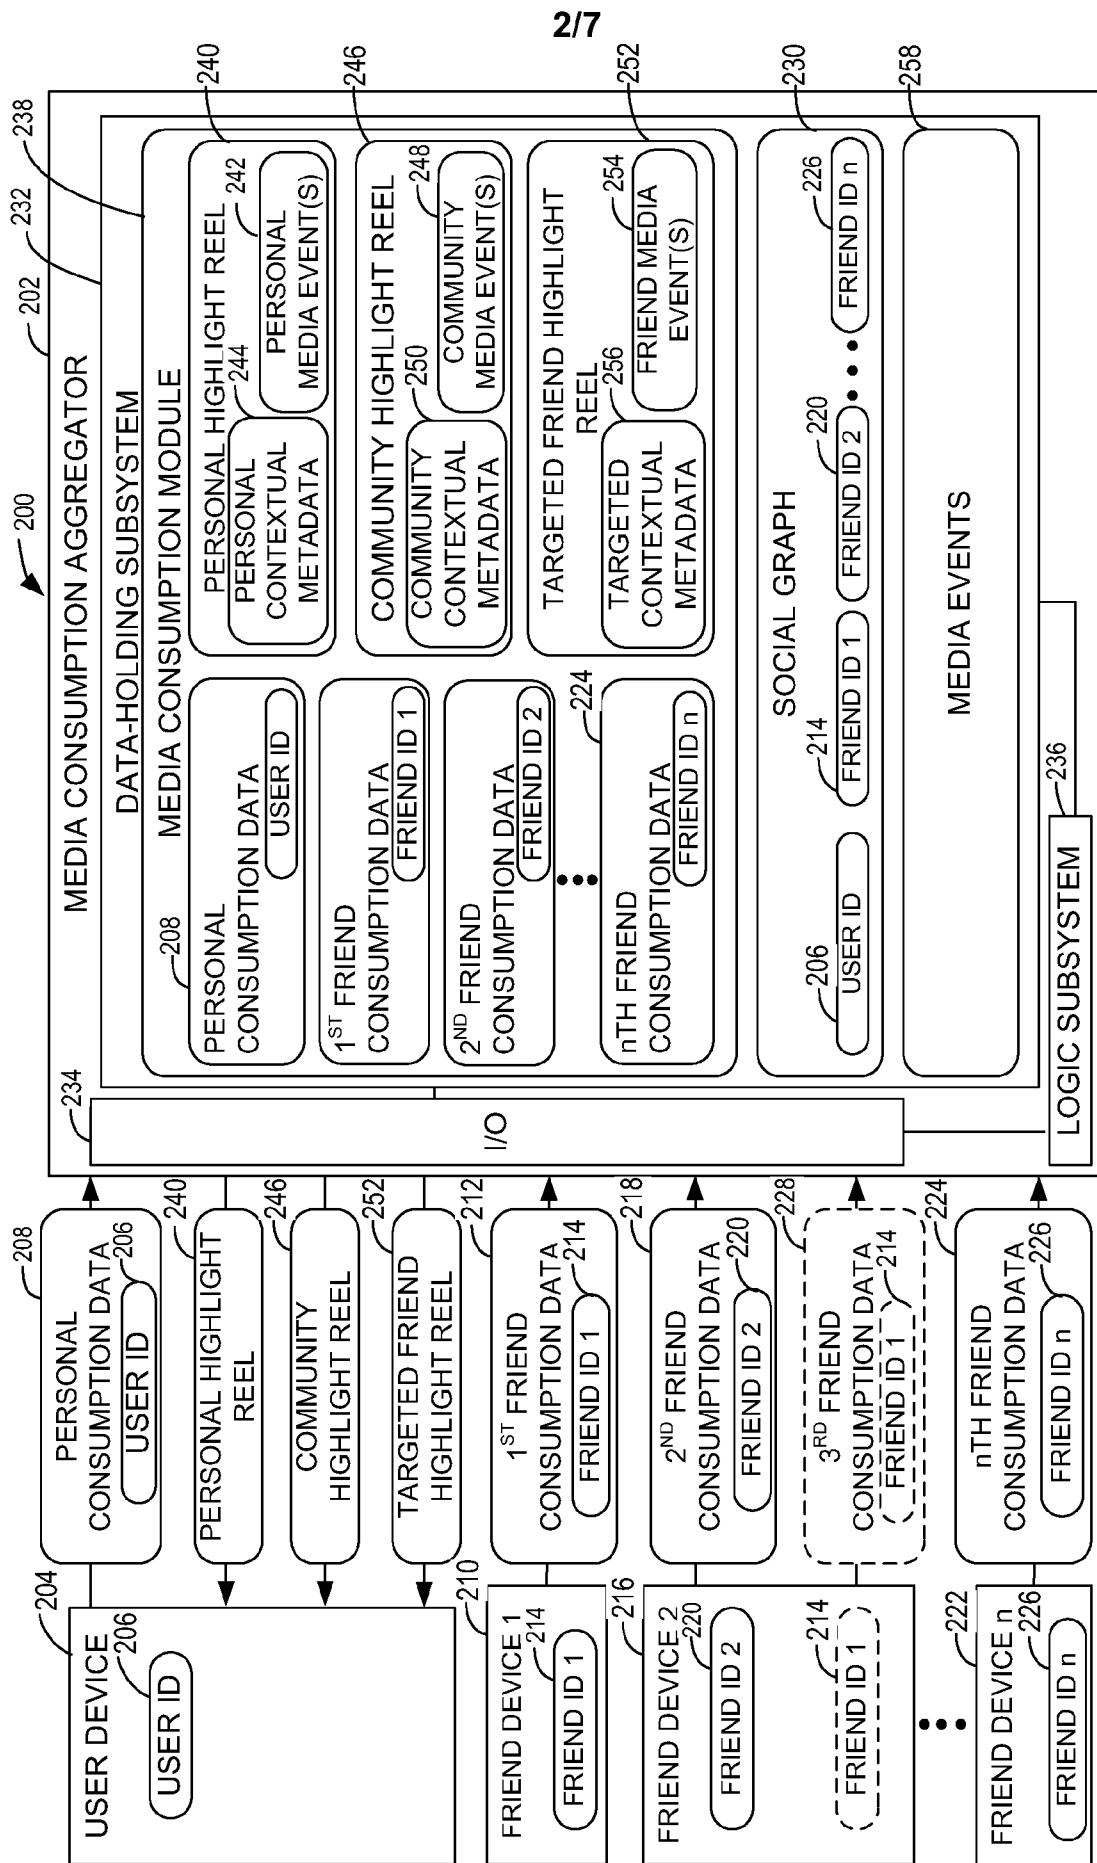 2/7
200
MEDIA CONSUMPTION AGGREGATOR
202
DATA-HOLDING SUBSYSTEM
232
MEDIA CONSUMPTION MODULE
238
USER DEVICE
204
USER ID
206
PERSONAL
CONSUMPTION DATA
208
USER ID
206
PERSONAL HIGHLIGHT
REEL
240
COMMUNITY
HIGHLIGHT REEL
246
TARGETED FRIEND
HIGHLIGHT REEL
252
FRIEND DEVICE 1
210
FRIEND ID 1
214
1ST FRIEND
CONSUMPTION DATA
212
FRIEND ID 1
214
FRIEND DEVICE 2
216
FRIEND ID 2
220
FRIEND ID 1
214
2ND FRIEND
CONSUMPTION DATA
218
FRIEND ID 2
220
3RD FRIEND
CONSUMPTION DATA
228
FRIEND ID 1
214
FRIEND DEVICE n
222
FRIEND ID n
226
nTH FRIEND
CONSUMPTION DATA
224
FRIEND ID n
226
I/O
234
PERSONAL
CONSUMPTION DATA
208
USER ID
1ST FRIEND
CONSUMPTION DATA
FRIEND ID 1
2ND FRIEND
CONSUMPTION DATA
FRIEND ID 2
nTH FRIEND
CONSUMPTION DATA
224
FRIEND ID n
PERSONAL HIGHLIGHT REEL
240
PERSONAL
CONTEXTUAL
METADATA
244
PERSONAL
MEDIA EVENT(S)
242
COMMUNITY HIGHLIGHT REEL
246
COMMUNITY
CONTEXTUAL
METADATA
250
COMMUNITY
MEDIA EVENT(S)
248
TARGETED FRIEND HIGHLIGHT
REEL
252
TARGETED
CONTEXTUAL
METADATA
256
FRIEND MEDIA
EVENT(S)
254
SOCIAL GRAPH
230
USER ID
206
FRIEND ID 1
214
FRIEND ID 2
220
FRIEND ID n
226
MEDIA EVENTS
258
LOGIC SUBSYSTEM
236